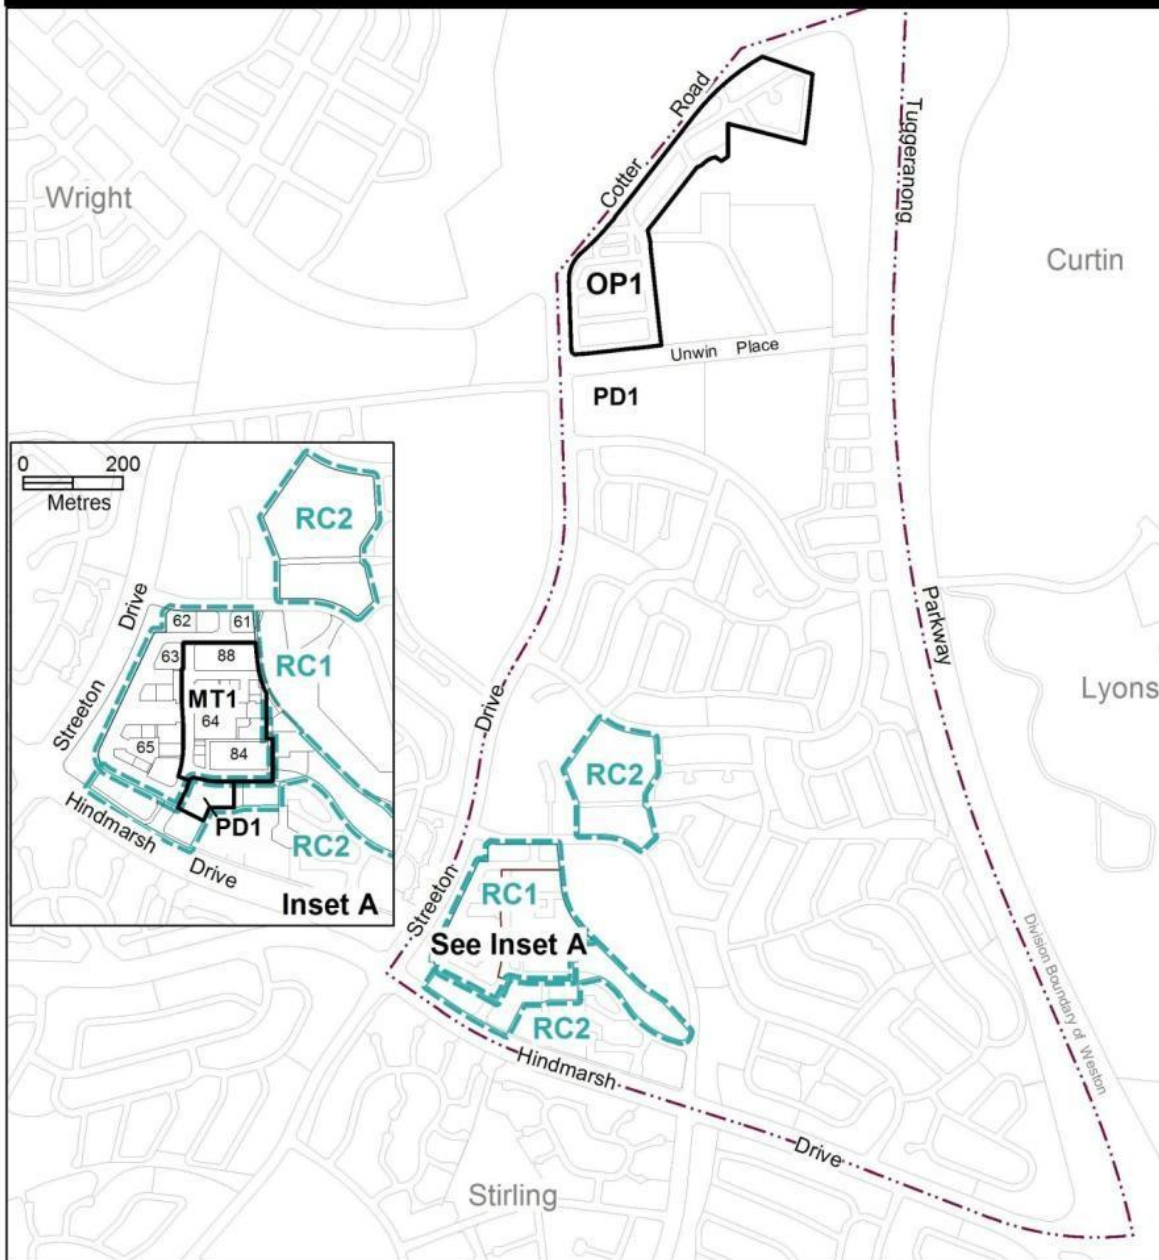 Cotter
Road
Tuggeranong
Wright
Curtin
OP1
Unwin Place
PD1
0 200
Metres
RC2
Drive
62
61
63
88
RC1
MT1
64
Streeton
65
84
PD1
Hindmarsh
RC2
Drive
Inset A
Parkway
Lyons
Drive
RC2
Streeton
RC1
See Inset A
RC2
Hindmarsh
Drive
Division Boundary of Weston
Stirling